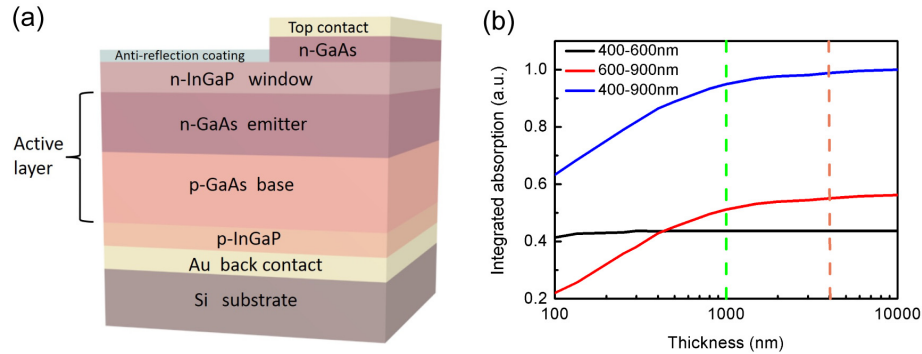 (a)
Top contact
Anti-reflection coating
n-GaAs
n-InGaP window
n-GaAs emitter
Active
layer
p-GaAs base
p-InGaP
Au back contact
Si substrate
(b)
400-600nm
600-900nm
400-900nm
Integrated absorption (a.u.)
1.0
0.8
0.6
0.4
0.2
100
1000
10000
Thickness (nm)